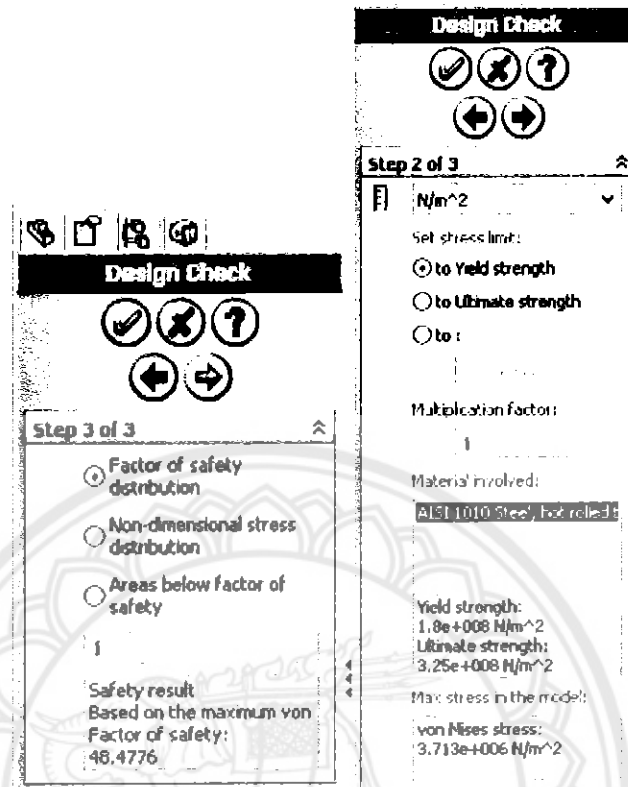 Design Check
Step 3 of 3
Factor of safety
distribution
Non-dimensional stress
distribution
Areas below factor of
safety
1
Safety result
Based on the maximum von
Factor of safety:
48.4776
Design Check
Step 2 of 3
N/m^2
Set stress limit:
to Yield strength
to Ultimate strength
to :
Multiplication factor:
1
Material involved:
AISI 1010 Steel, hot rolled b
Yield strength:
1.8e+008 N/m^2
Ultimate strength:
3.25e+008 N/m^2
Max stress in the model:
von Mises stress:
3.713e+006 N/m^2